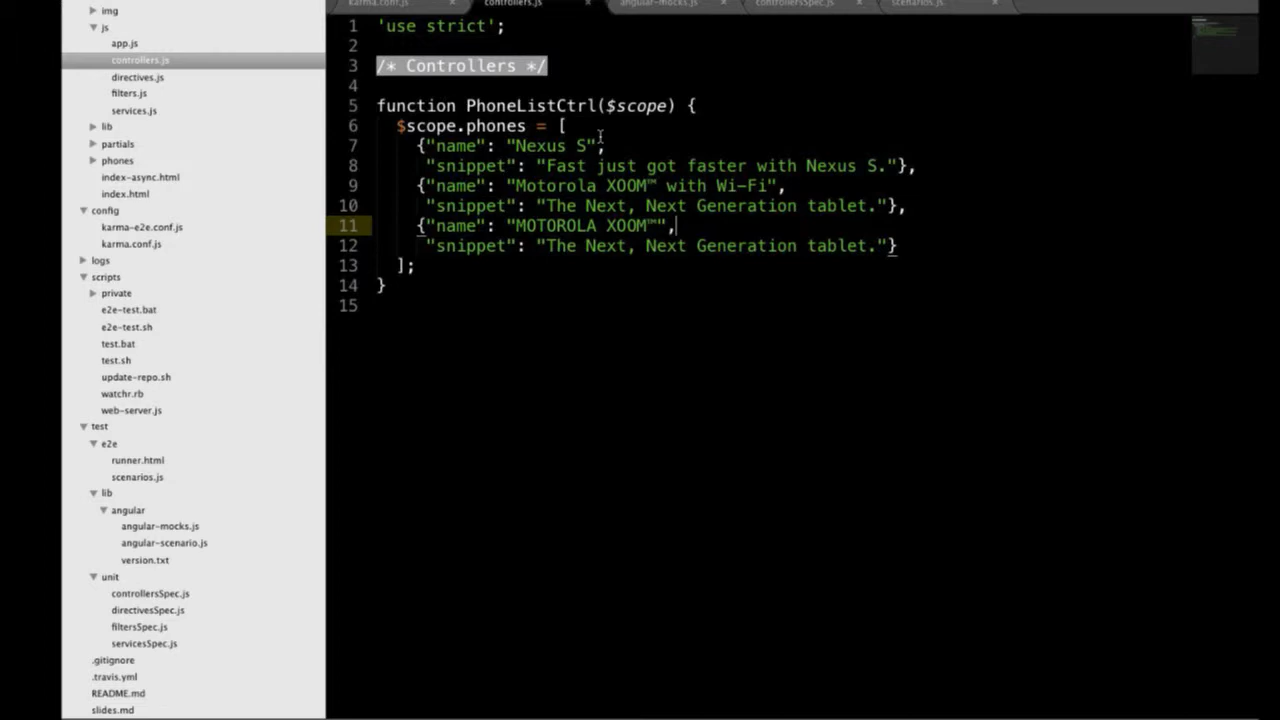 karma.conf.js
controllers.js
angular-mocks.js
controllersSpec.js
scenarios.js
img
js
app.js
controllers.js
directives.js
filters.js
services.js
lib
partials
phones
index-async.html
index.html
config
karma-e2e.conf.js
karma.conf.js
logs
scripts
private
e2e-test.bat
e2e-test.sh
test.bat
test.sh
update-repo.sh
watchr.rb
web-server.js
test
e2e
runner.html
scenarios.js
lib
angular
angular-mocks.js
angular-scenario.js
version.txt
unit
controllersSpec.js
directivesSpec.js
filtersSpec.js
servicesSpec.js
.gitignore
.travis.yml
README.md
slides.md
1 'use strict';
2
3 /* Controllers */
4
5 function PhoneListCtrl($scope) {
6 $scope.phones = [
7 {"name": "Nexus S",
8 "snippet": "Fast just got faster with Nexus S."},
9 {"name": "Motorola XOOM™ with Wi-Fi",
10 "snippet": "The Next, Next Generation tablet."},
11 {"name": "MOTOROLA XOOM™",
12 "snippet": "The Next, Next Generation tablet."}
13 ];
14 }
15